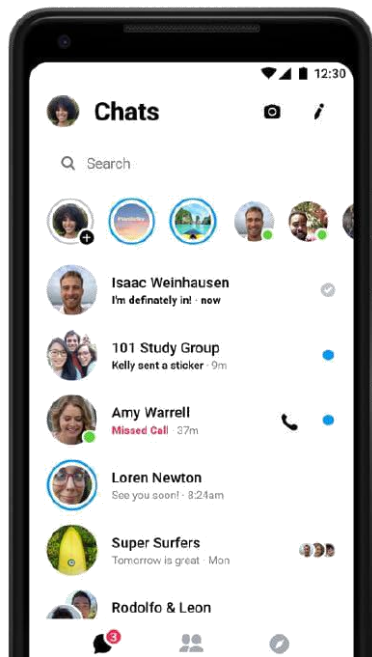 12:30
Chats
Search
Isaac Weinhausen
I'm definately in! · now
101 Study Group
Kelly sent a sticker · 9m
Amy Warrell
Missed Call · 37m
Loren Newton
See you soon! · 8:24am
Super Surfers
Tomorrow is great · Mon
Rodolfo & Leon
3